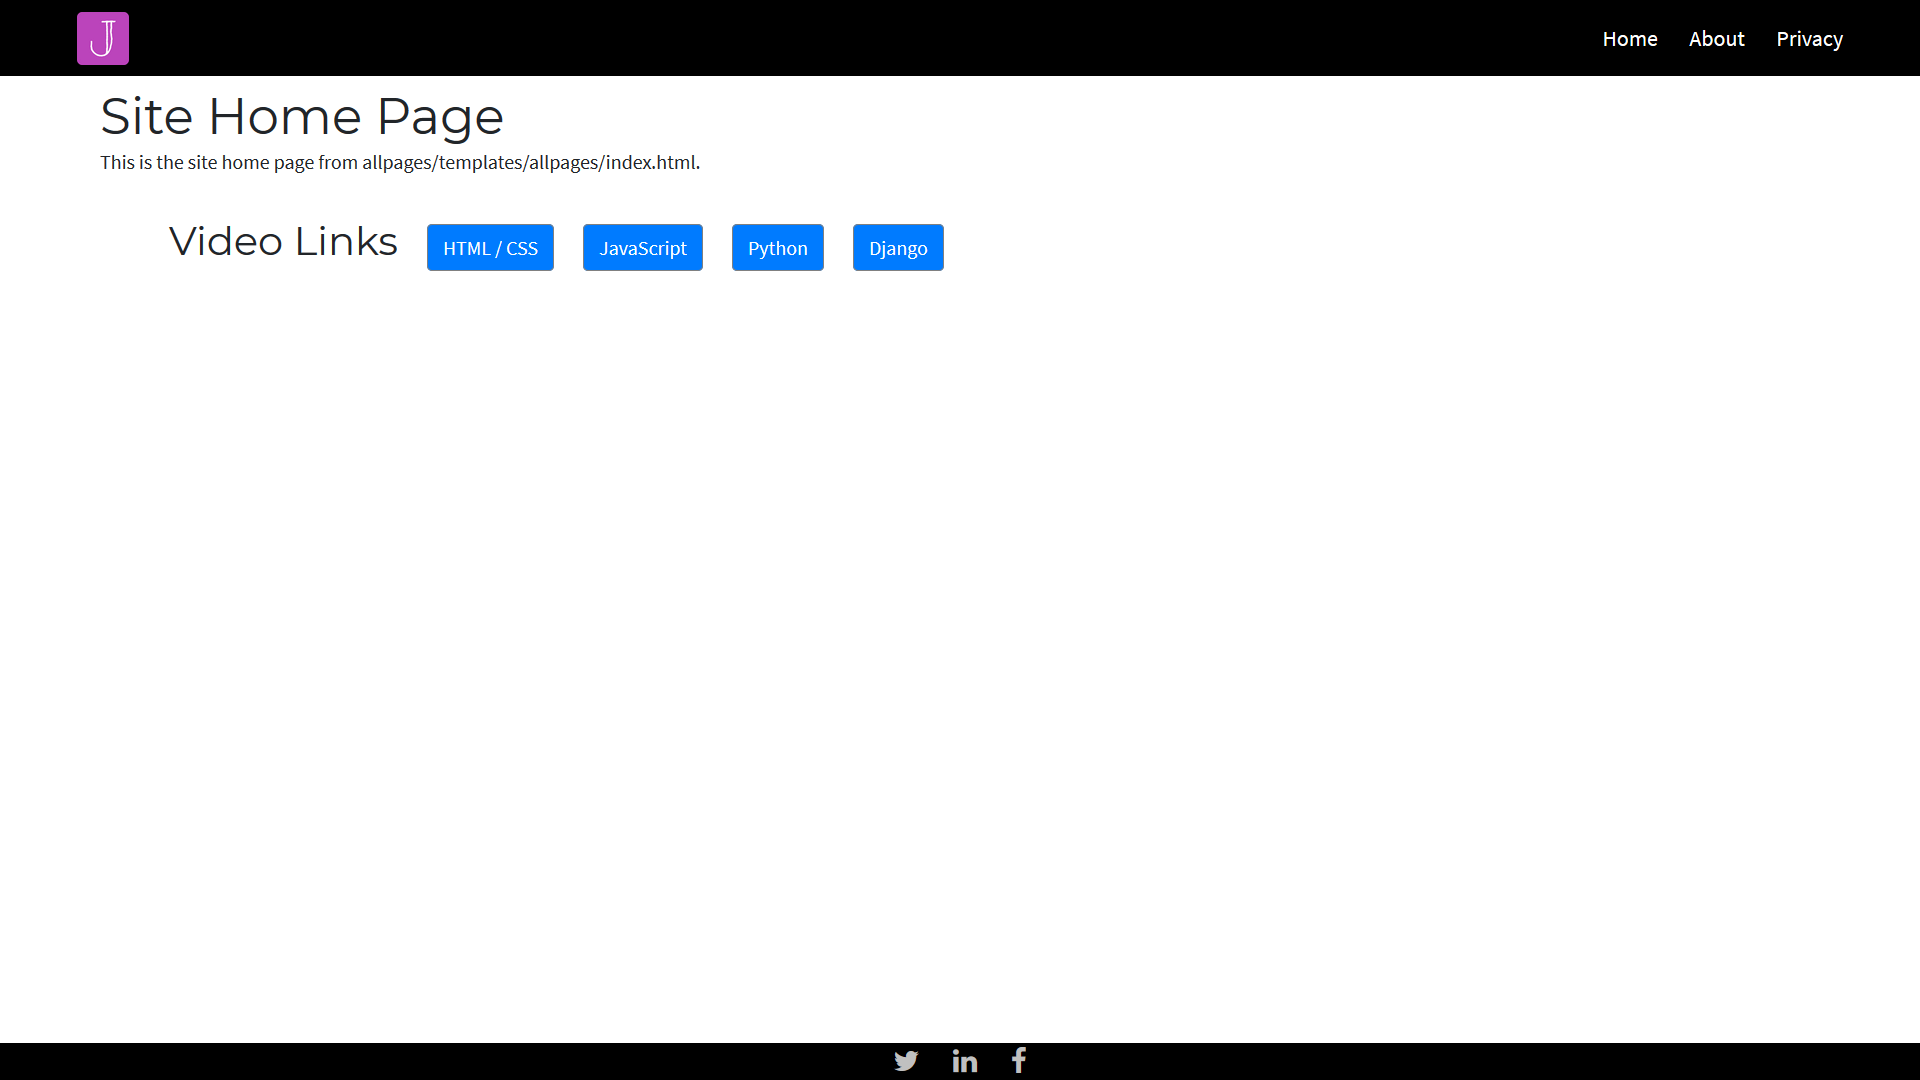 J
Home About Privacy
Site Home Page
This is the site home page from allpages/templates/allpages/index.html.
Video Links HTML / CSS JavaScript Python Django